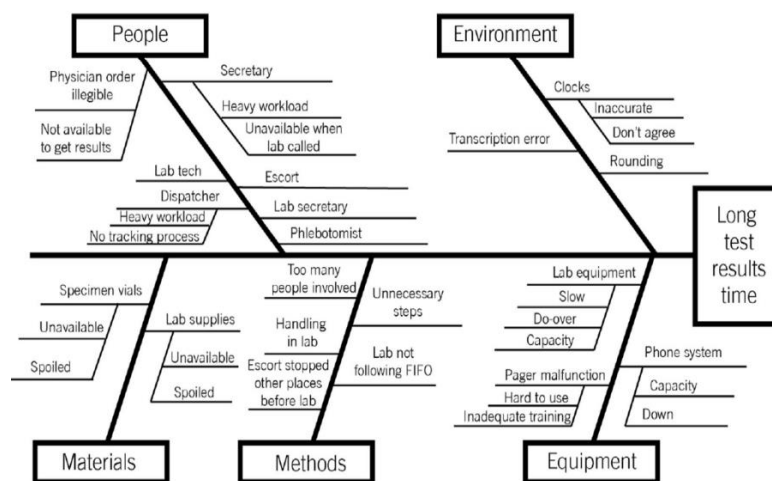 People
Environment
Physician order
illegible
Not available
to get results
Secretary
Heavy workload
Unavailable when
lab called
Lab tech
Escort
Dispatcher
Heavy workload
No tracking process
Lab secretary
Phlebotomist
Clocks
Inaccurate
Don't agree
Transcription error
Rounding
Long
test
results
time
Specimen vials
Unavailable
Spoiled
Lab supplies
Unavailable
Spoiled
Too many
people involved
Unnecessary
steps
Handling
in lab
Lab not
following FIFO
Escort stopped
other places
before lab
Lab equipment
Slow
Do-over
Capacity
Pager malfunction
Hard to use
Inadequate training
Phone system
Capacity
Down
Materials
Methods
Equipment